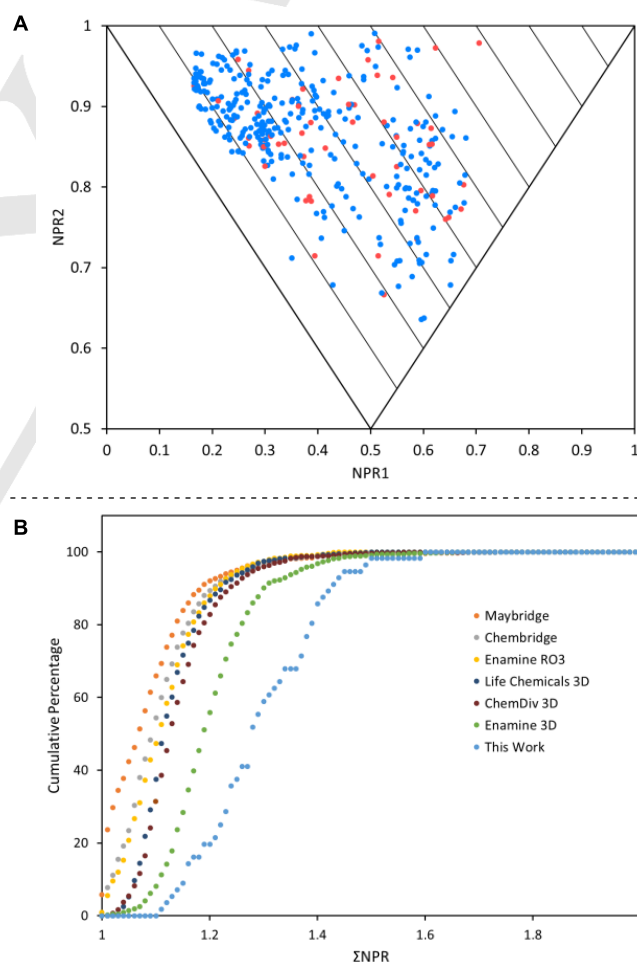 A
1
0.9
0.8
0.7
0.6
0.5
NPR2
0 0.1 0.2 0.3 0.4 0.5 0.6 0.7 0.8 0.9 1
NPR1
B
100
80
60
40
20
0
Cumulative Percentage
Maybridge
Chembridge
Enamine RO3
Life Chemicals 3D
ChemDiv 3D
Enamine 3D
This Work
1 1.2 1.4 1.6 1.8
ΣNPR